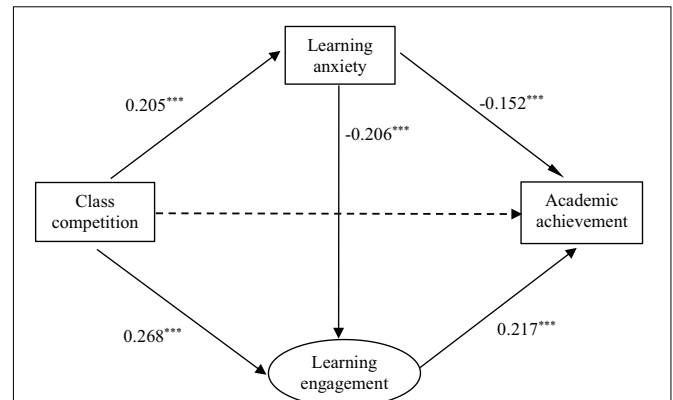 Learning
anxiety
0.205***
-0.152***
-0.206***
Class
competition
Academic
achievement
0.268***
0.217***
Learning
engagement